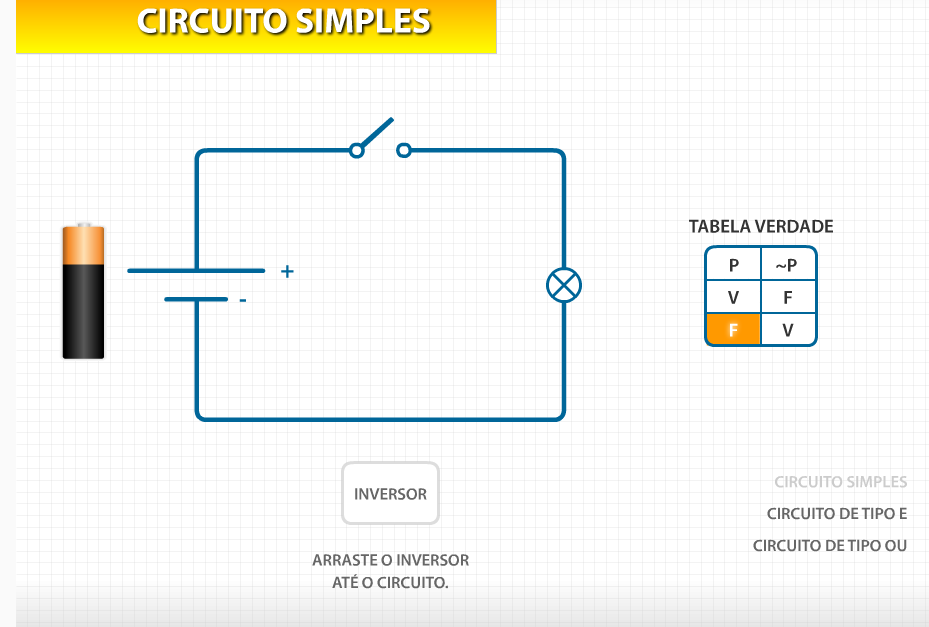 CIRCUITO SIMPLES
+
-
TABELA VERDADE
P ~P
V F
F V
INVERSOR
ARRASTE O INVERSOR
ATÉ O CIRCUITO.
CIRCUITO SIMPLES
CIRCUITO DE TIPO E
CIRCUITO DE TIPO OU